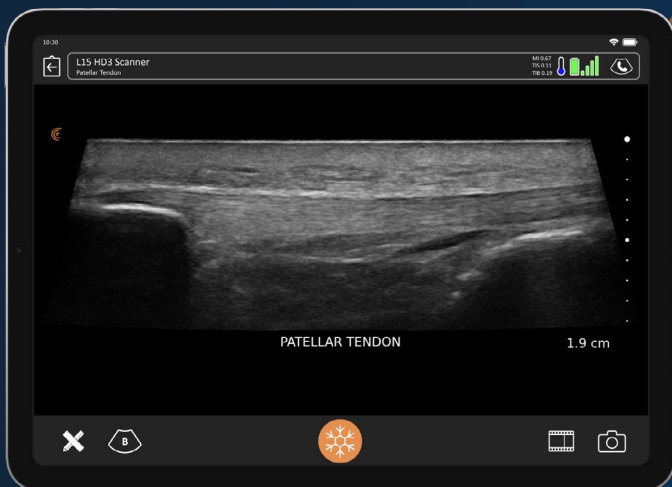 10:30
L15 HD3 Scanner
Patellar Tendon
MI 0.67
TIS 0.11
TIB 0.19
PATELLAR TENDON
1.9 cm
B